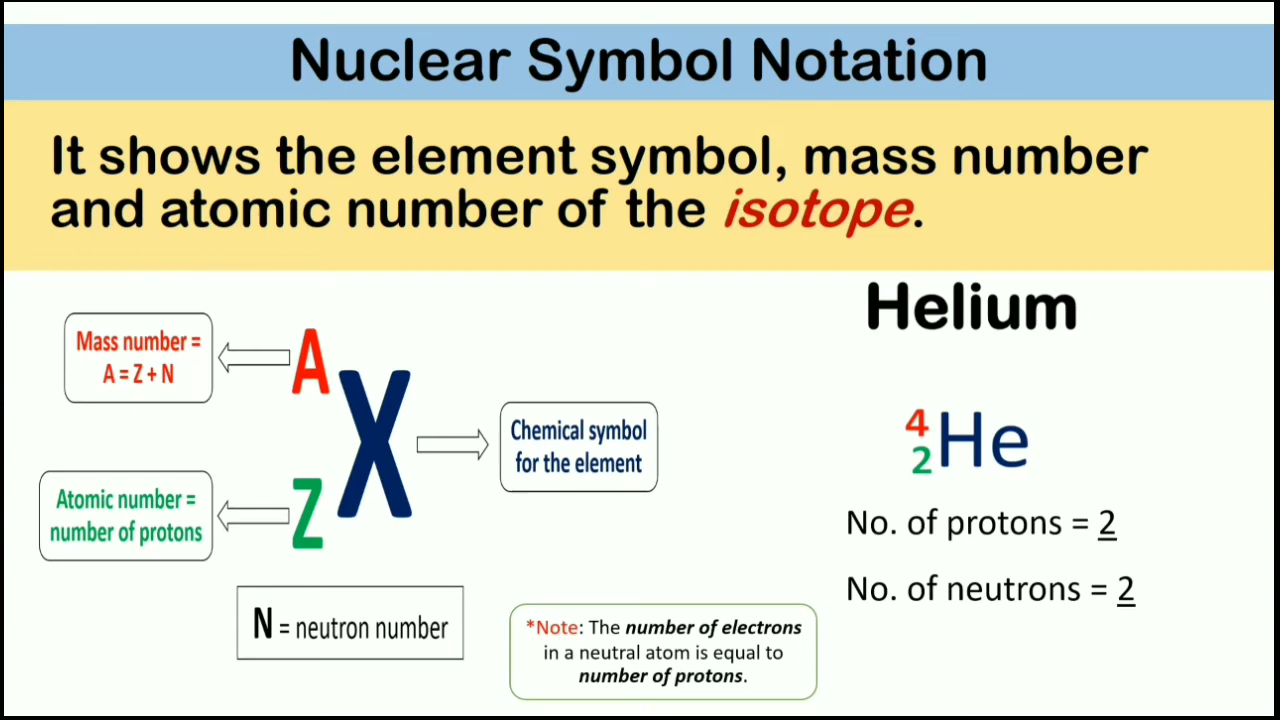 Nuclear Symbol Notation
It shows the element symbol, mass number
and atomic number of the isotope.
Mass number =
A = Z + N
A
X
Z
Chemical symbol
for the element
Atomic number =
number of protons
N = neutron number
*Note: The number of electrons
in a neutral atom is equal to
number of protons.
Helium
4
2
He
No. of protons = 2
No. of neutrons = 2